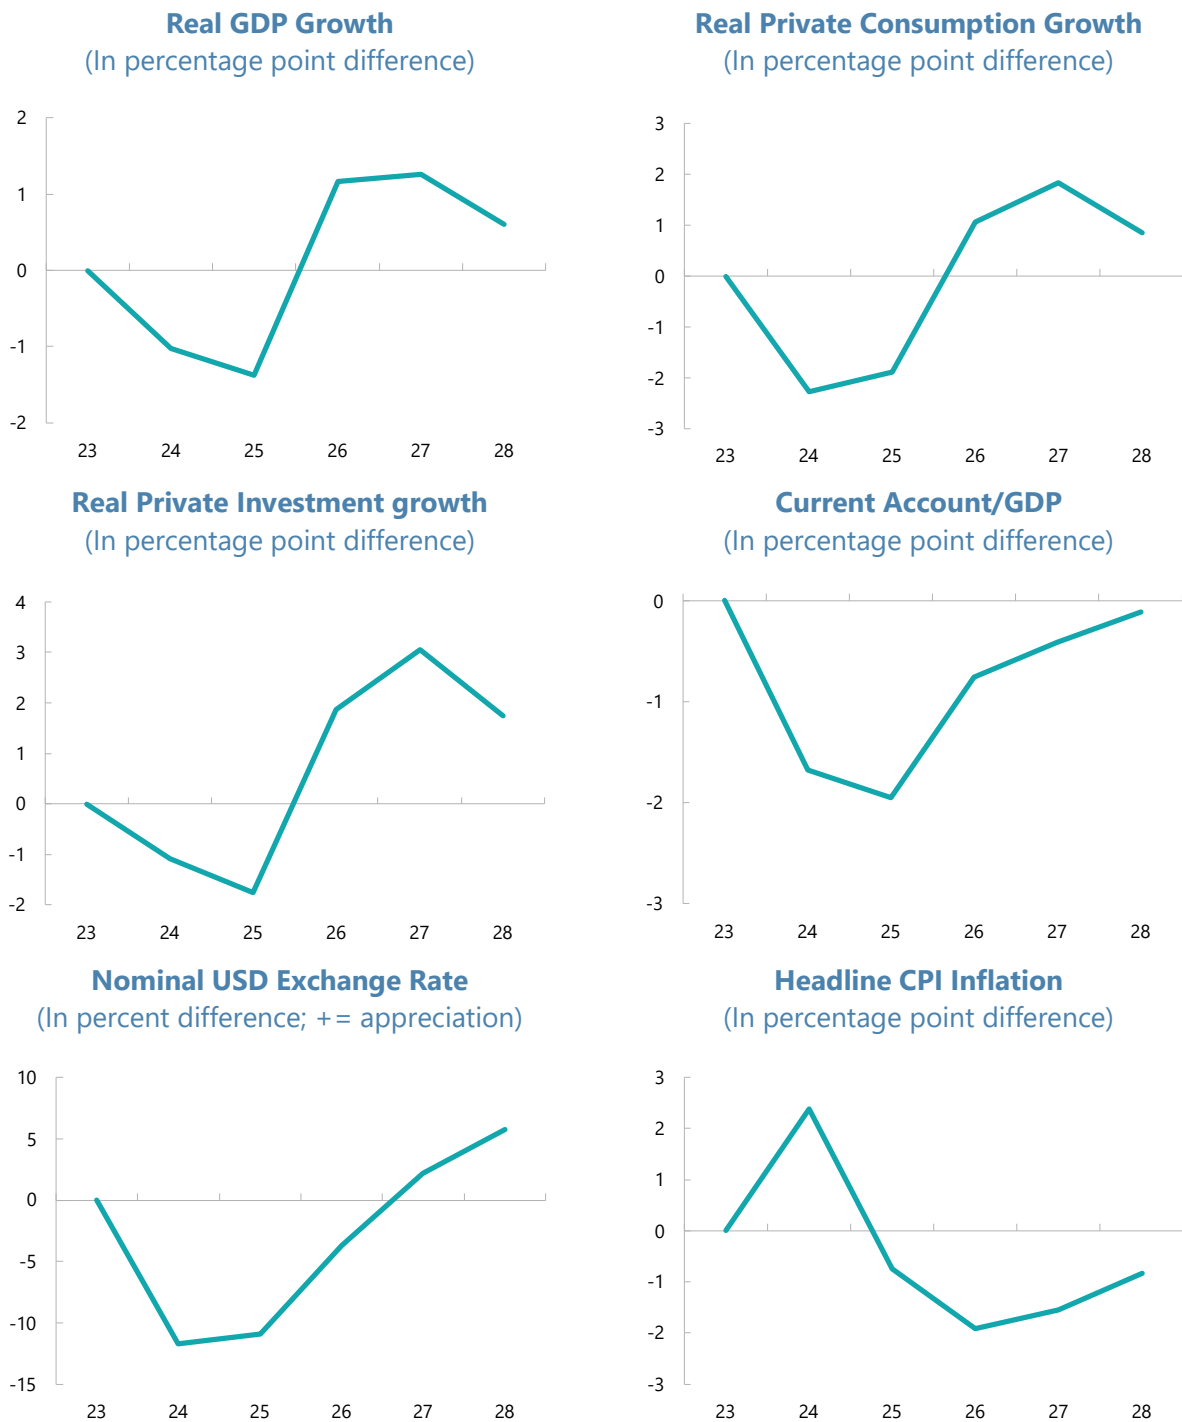 Real GDP Growth
(In percentage point difference)
2
1
0
-1
-2
23 24 25 26 27 28
Real Private Consumption Growth
(In percentage point difference)
3
2
1
0
-1
-2
-3
23 24 25 26 27 28
Real Private Investment growth
(In percentage point difference)
4
3
2
1
0
-1
-2
23 24 25 26 27 28
Current Account/GDP
(In percentage point difference)
0
-1
-2
-3
23 24 25 26 27 28
Nominal USD Exchange Rate
(In percent difference; += appreciation)
10
5
0
-5
-10
-15
23 24 25 26 27 28
Headline CPI Inflation
(In percentage point difference)
3
2
1
0
-1
-2
-3
23 24 25 26 27 28